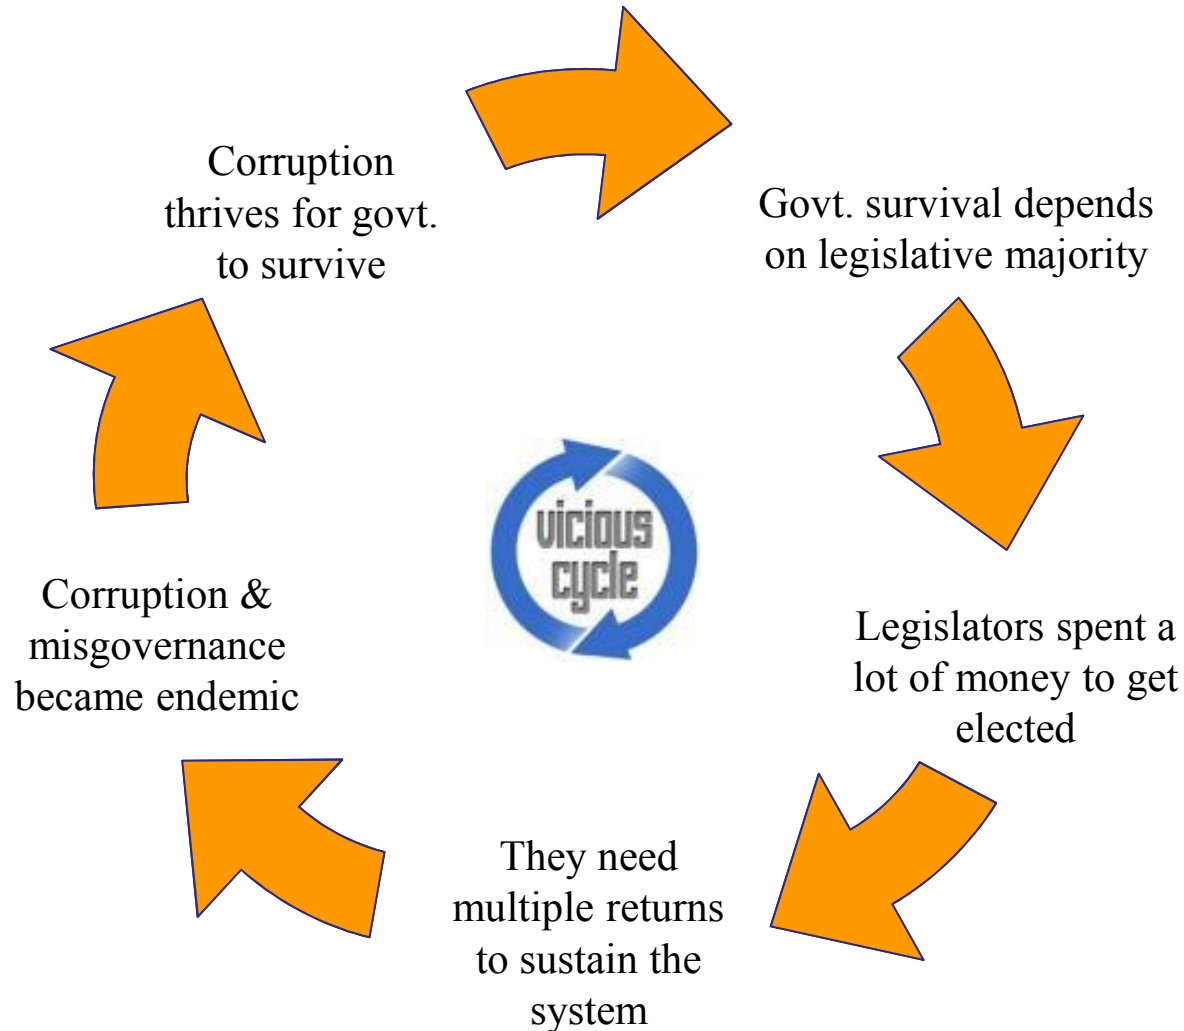 Corruption
thrives for govt.
to survive
Govt. survival depends
on legislative majority
vicious
cycle
Corruption &
misgovernance
became endemic
Legislators spent a
lot of money to get
elected
They need
multiple returns
to sustain the
system